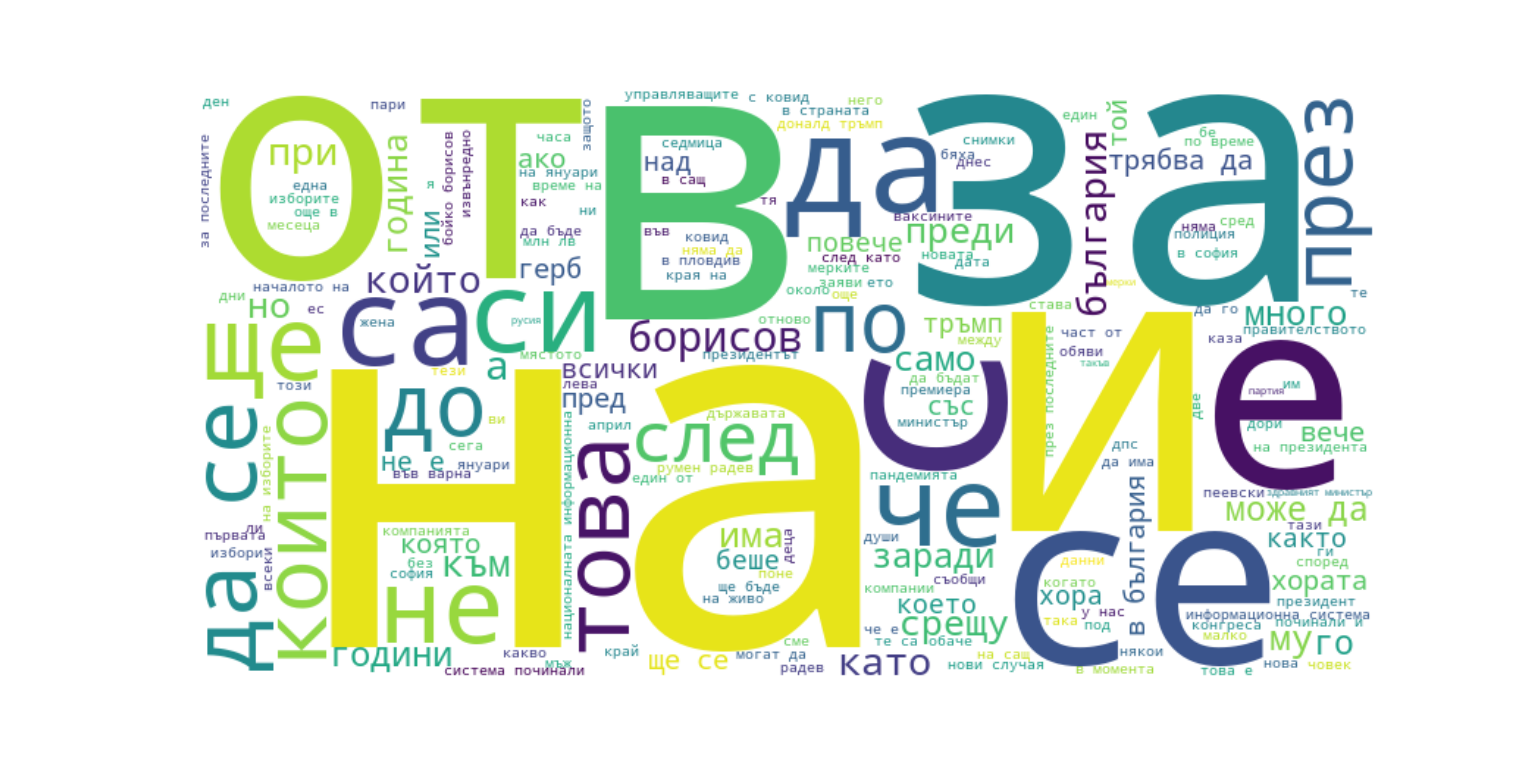 от
в
за
на
и
с
е
се
да
са
си
ще
които
да се
не
до
това
след
че
по
през
при
година
или
който
но
герб
ако
над
преди
повече
българия
трябва да
той
много
борисов
тръмп
само
със
всички
пред
а
не е
вече
може да
както
хората
му
го
хора
в българия
заради
което
срещу
като
ще се
има
беше
към
която
години
ден
пари
за последните
една
изборите
още в
месеца
бойко борисов
извънредно
я
защото
часа
на януари
време на
как
ни
да бъде
млн лв
управляващите
с ковид
в страната
него
доналд тръмп
седмица
в сащ
тя
във
ковид
няма да
в пловдив
края на
снимки
бяха
днес
ваксините
след като
мерките
новата
дата
заяви
ето
още
около
отново
един
бе
по време
няма
сред
полиция
в софия
мерки
те
да го
правителството
каза
става
част от
обяви
такъв
между
през последните
да бъдат
премиера
министър
президентът
лева
държавата
април
румен радев
един от
началото на
дни
ес
жена
русия
мястото
тези
този
ви
сега
януари
във варна
на изборите
националната информационна
първата
ли
избори
всеки
компанията
без
софия
деца
поне
ще бъде
на живо
сме
край
могат да
радев
мъж
какво
система починали
пандемията
души
съобщи
компании
че е
те са
обаче
на сащ
нови случая
данни
когато
така
у нас
под
някои
в момента
дпс
да има
две
партия
им
дори
на президента
пеевски
здравният министър
тази
ги
според
президент
информационна система
конгреса
починали и
малко
нова
човек
това е